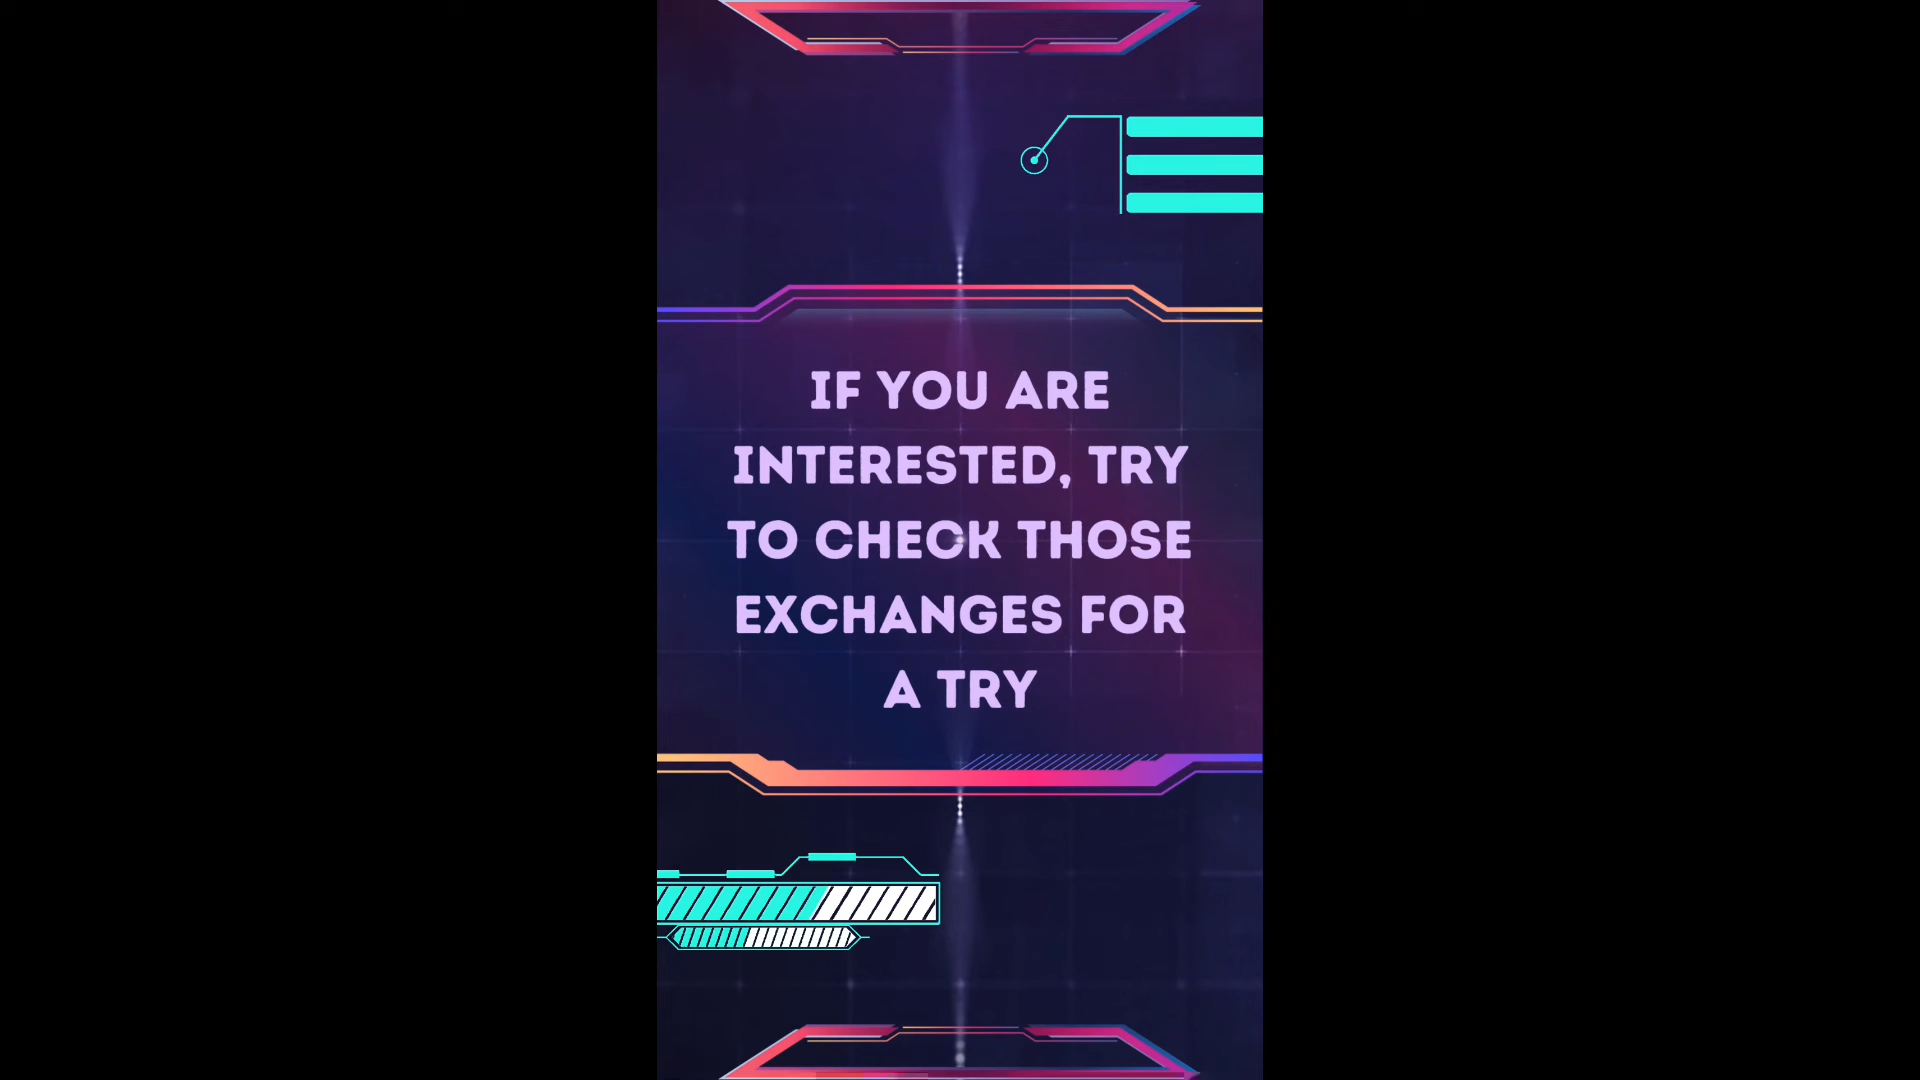 IF YOU ARE
INTERESTED, TRY
TO CHECK THOSE
EXCHANGES FOR
A TRY